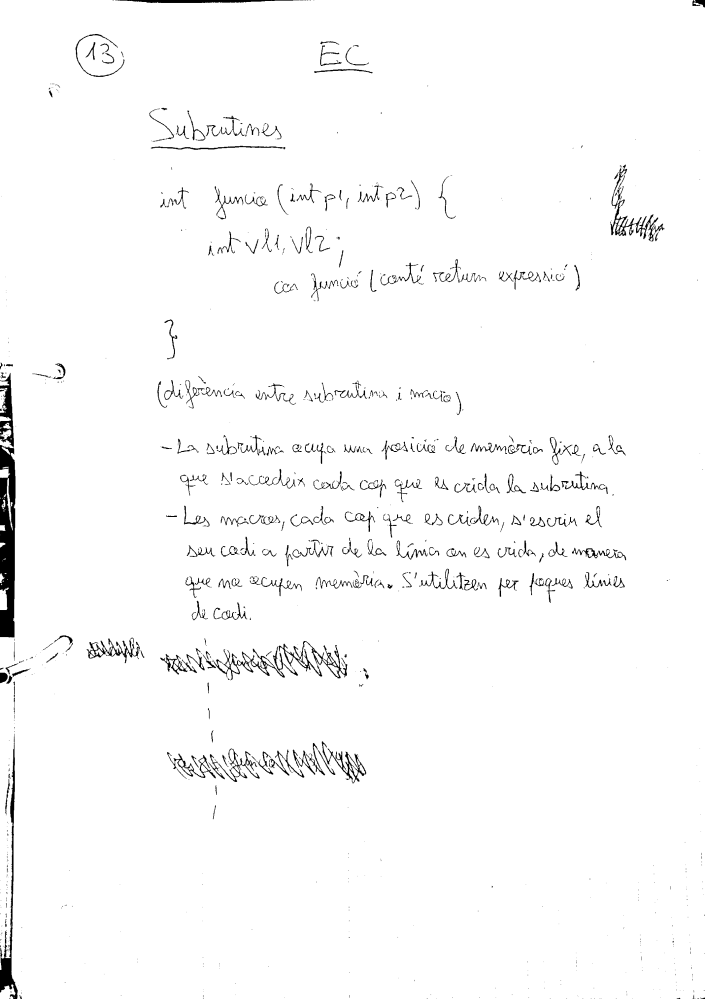 13
EC
Subrutines
int funcio (int p1, int p2) {
int vl1, vl2;
cos funció (conté return expressió)
}
(diferència entre subrutina i macro)
- La subrutina ocupa una posició de memòria fixe, a la
que s'accedeix cada cop que es crida la subrutina.
- Les macros, cada cop que es criden, s'escriu el
seu codi a partir de la línia on es crida, de manera
que no ocupen memòria. S'utilitzen per poques línies
de codi.